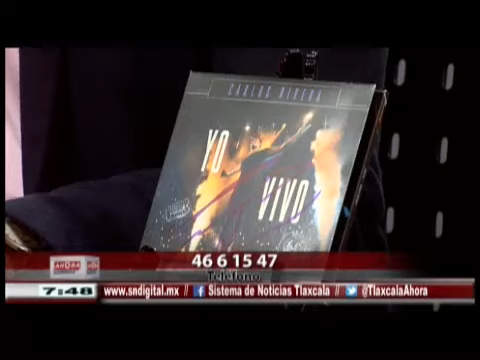 CARLOS RIVERA
YO
VIVO
46 6 15 47
Teléfono
AHORA
7:48
www.sndigital.mx // f Sistema de Noticias Tlaxcala // @TlaxcalaAhora